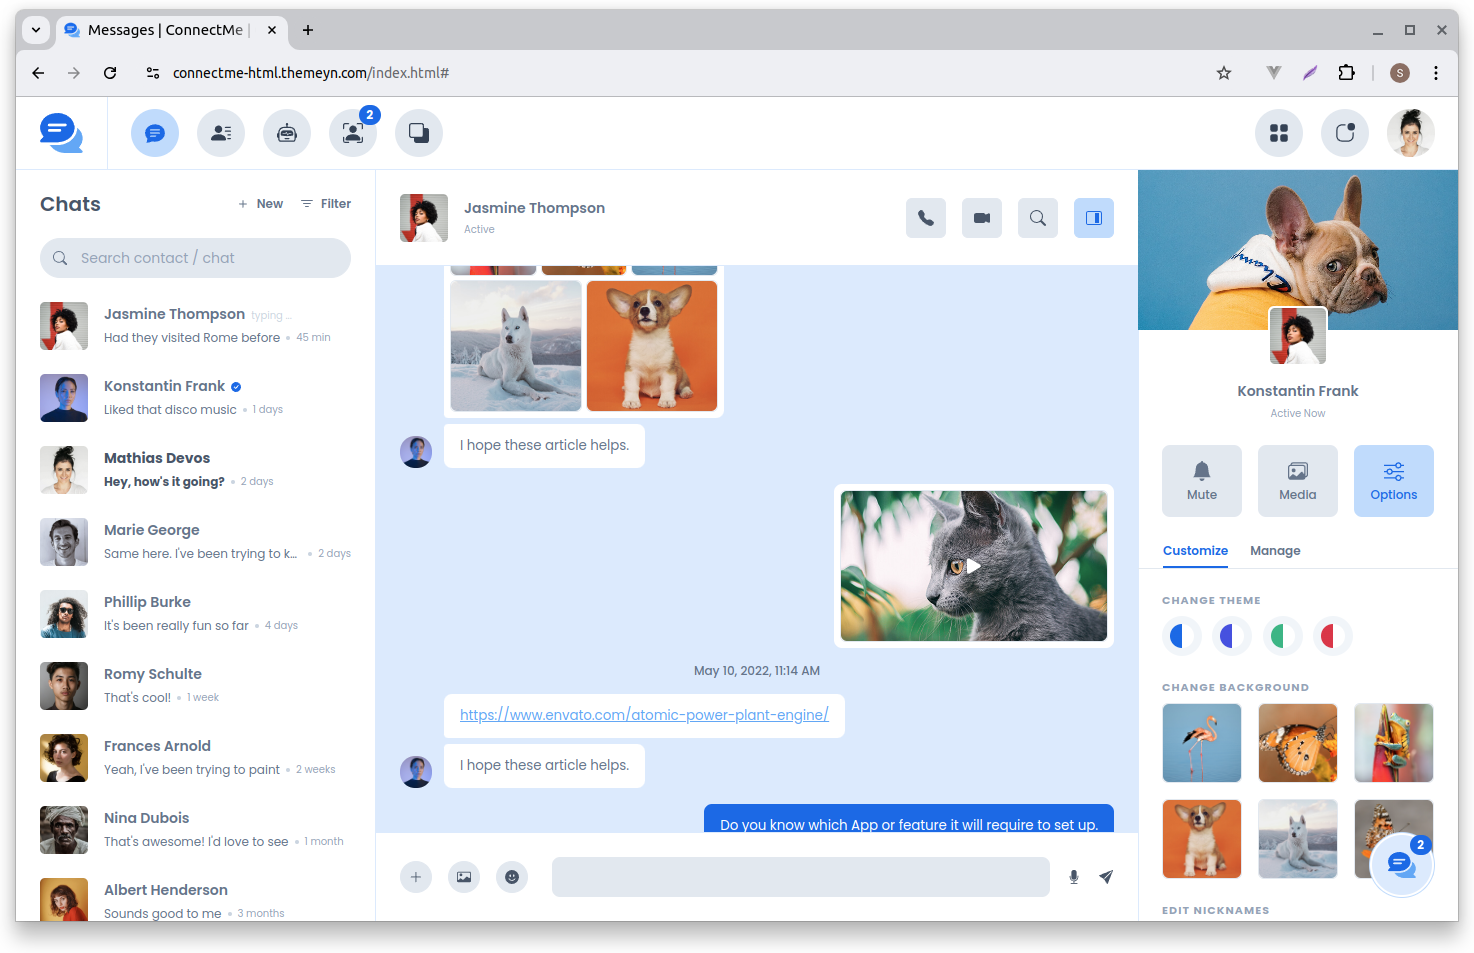 Messages | ConnectMe |
connectme-html.themeyn.com/index.html#
S
2
Chats
+ New
Filter
Search contact / chat
Jasmine Thompson typing ...
Had they visited Rome before • 45 min
Konstantin Frank
Liked that disco music • 1 days
Mathias Devos
Hey, how's it going? • 2 days
Marie George
Same here. I've been trying to k... • 2 days
Phillip Burke
It's been really fun so far • 4 days
Romy Schulte
That's cool! • 1 week
Frances Arnold
Yeah, I've been trying to paint • 2 weeks
Nina Dubois
That's awesome! I'd love to see • 1 month
Albert Henderson
Sounds good to me • 3 months
Jasmine Thompson
Active
I hope these article helps.
May 10, 2022, 11:14 AM
https://www.envato.com/atomic-power-plant-engine/
I hope these article helps.
Do you know which App or feature it will require to set up.
Konstantin Frank
Active Now
Mute
Media
Options
Customize
Manage
CHANGE THEME
CHANGE BACKGROUND
2
EDIT NICKNAMES